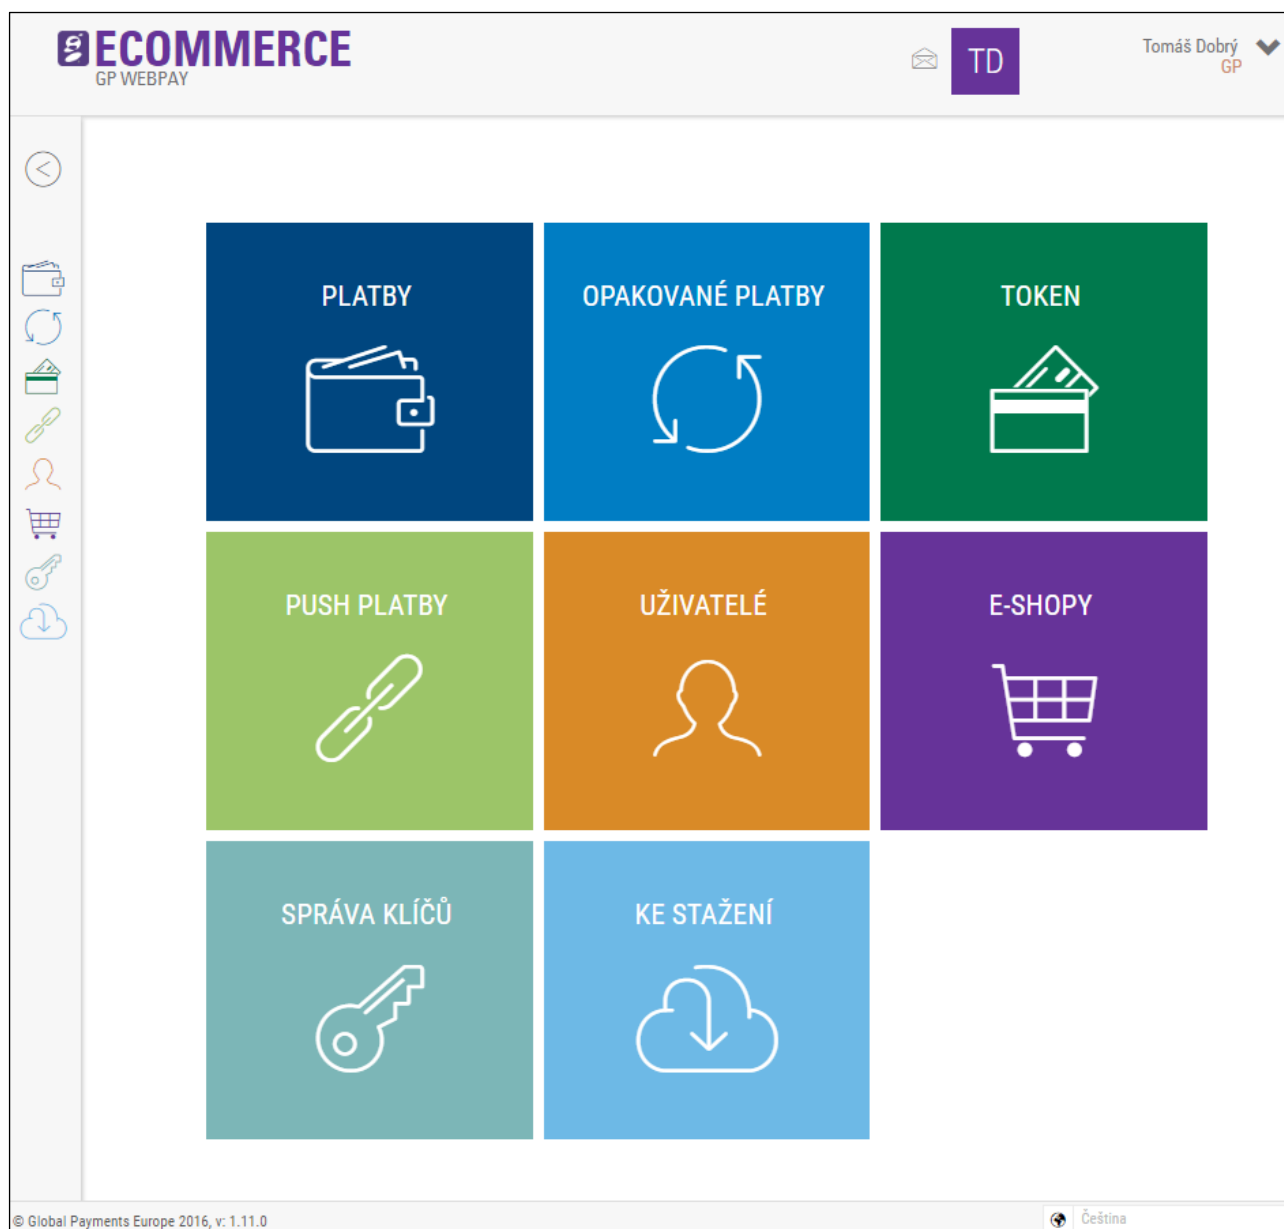 ECOMMERCE
GP WEBPAY
TD
Tomáš Dobrý
GP
PLATBY
OPAKOVANÉ PLATBY
TOKEN
PUSH PLATBY
UŽIVATELÉ
E-SHOPY
SPRÁVA KLÍČŮ
KE STAŽENÍ
© Global Payments Europe 2016, v: 1.11.0
Čeština